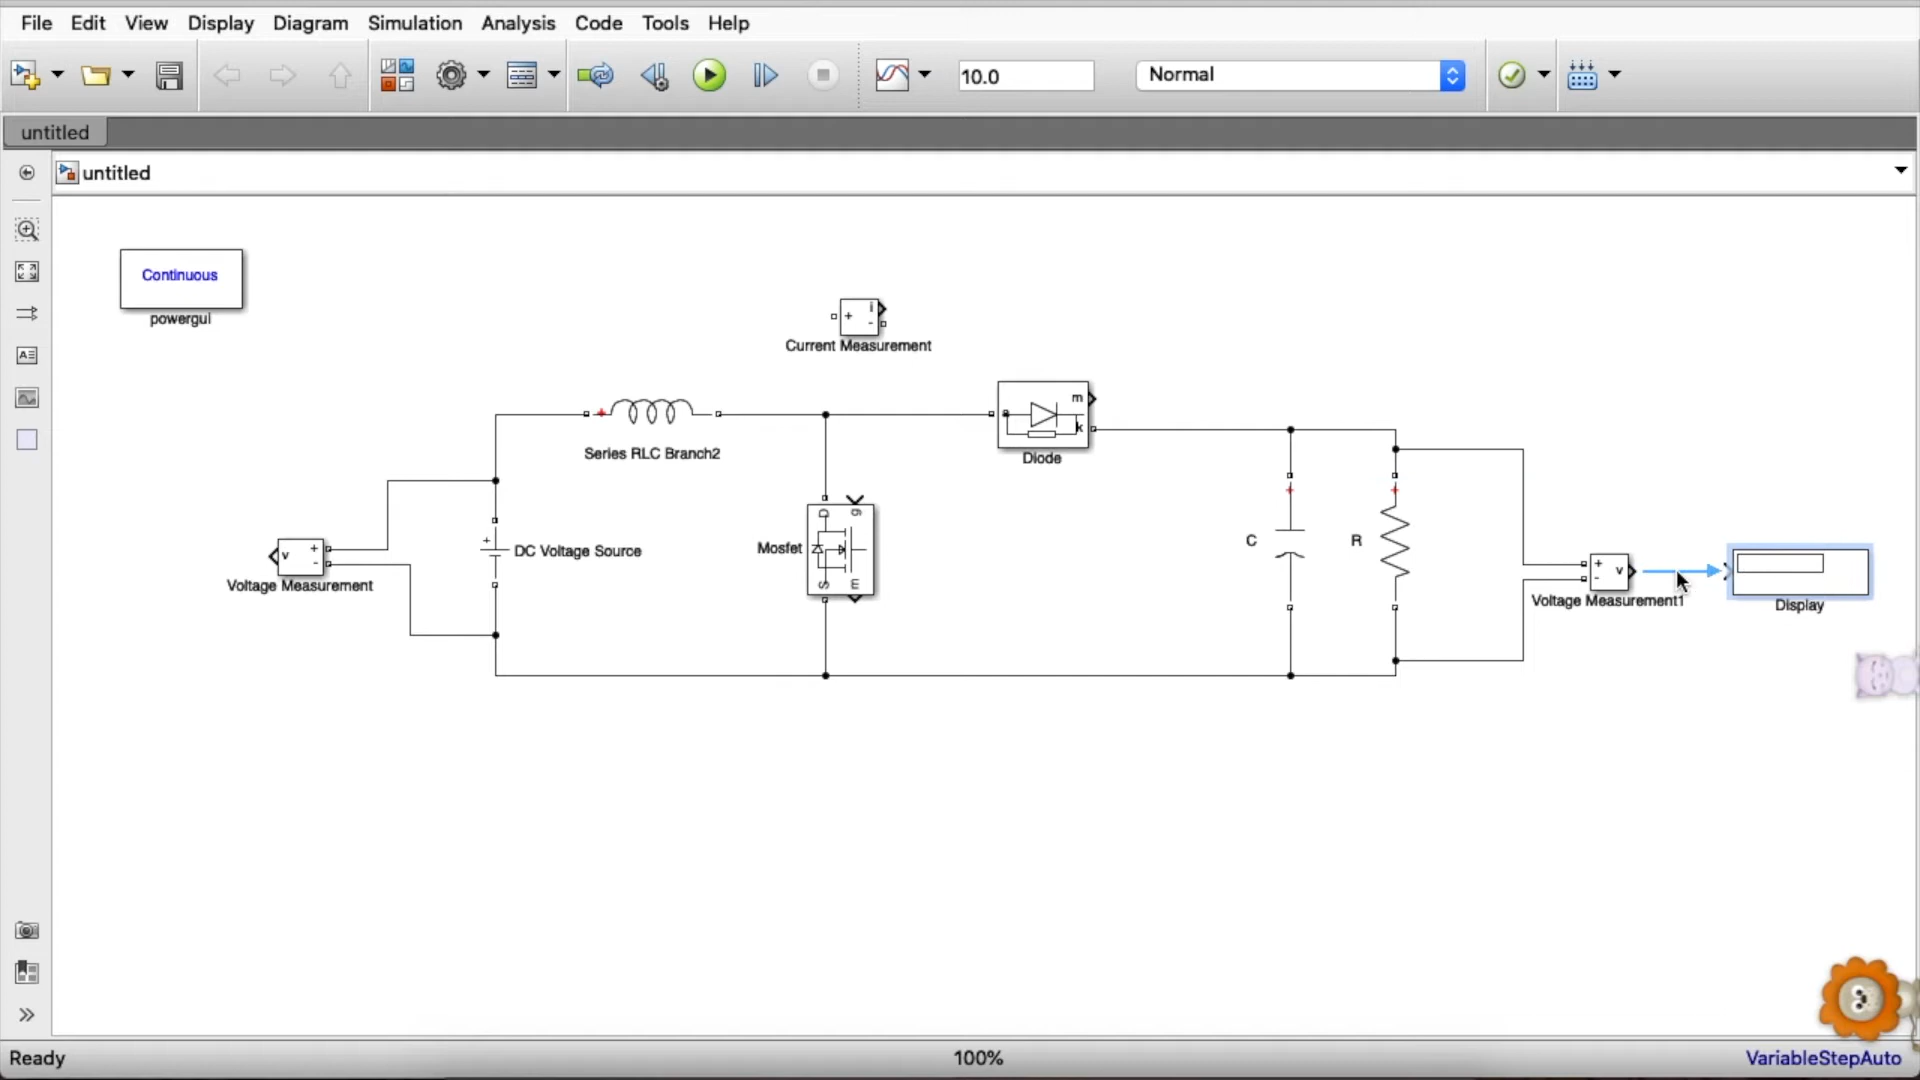 File Edit View Display Diagram Simulation Analysis Code Tools Help
10.0 Normal
untitled
untitled
Continuous
powergui
i
+ -
Current Measurement
m
a
k
Diode
+
Series RLC Branch2
D g
Mosfet
S m
v + -
Voltage Measurement
+
DC Voltage Source
+
C
+
R
+ - v
Voltage Measurement1
Display
Ready 100% VariableStepAuto